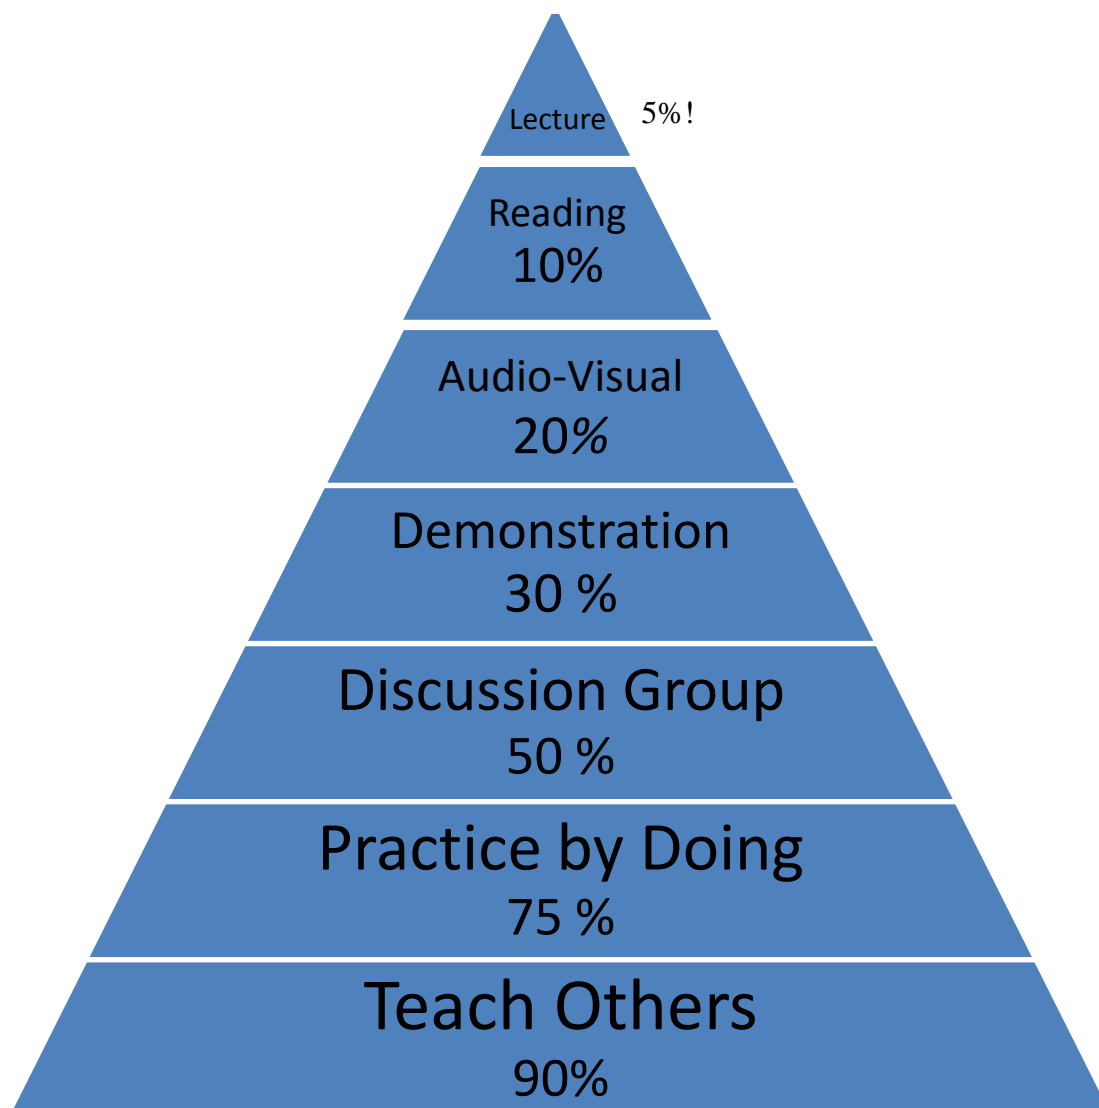 Lecture 5%!
Reading
10%
Audio-Visual
20%
Demonstration
30 %
Discussion Group
50 %
Practice by Doing
75 %
Teach Others
90%